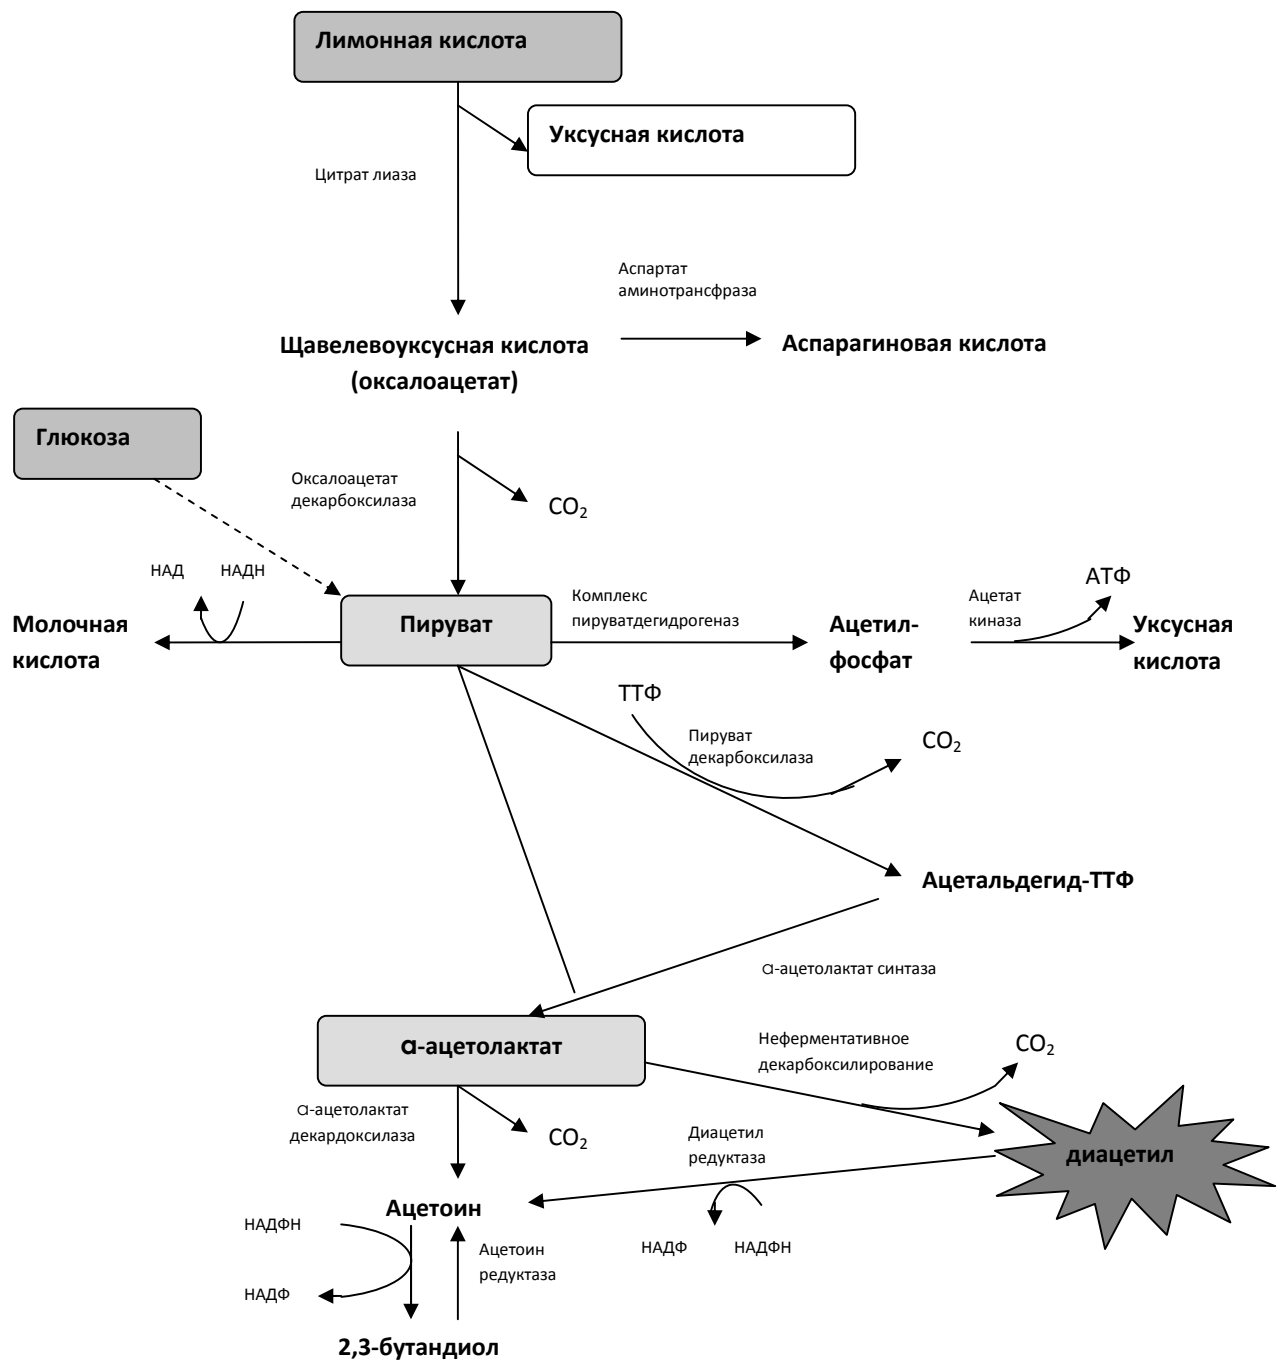 Лимонная кислота
Уксусная кислота
Цитрат лиаза
Аспартат
аминотрансфраза
Щавелевоуксусная кислота
(оксалоацетат)
Аспарагиновая кислота
Глюкоза
Оксалоацетат
декарбоксилаза
CO₂
НАД
НАДН
Молочная
кислота
Пируват
Комплекс
пируватдегидрогеназ
Ацетил-
фосфат
Ацетат
киназа
АТФ
Уксусная
кислота
ТТФ
Пируват
декарбоксилаза
CO₂
Ацетальдегид-ТТФ
α-ацетолактат синтаза
α-ацетолактат
Неферментативное
декарбоксилирование
CO₂
α-ацетолактат
декардоксилаза
CO₂
Диацетил
редуктаза
диацетил
Ацетоин
НАДФН
НАДФ
Ацетоин
редуктаза
НАДФ
НАДФН
2,3-бутандиол